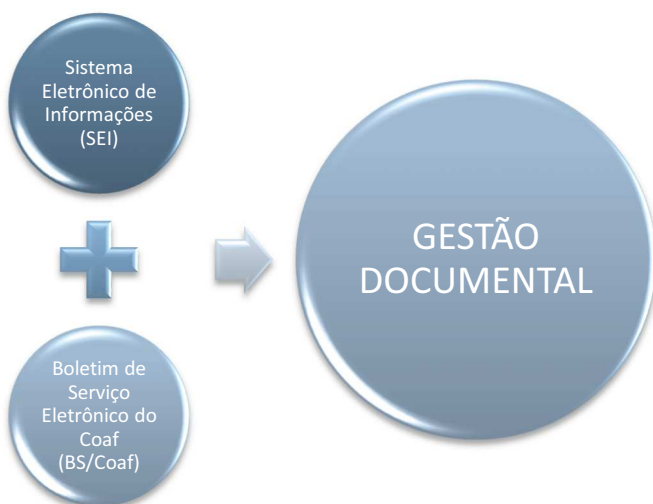 Sistema
Eletrônico de
Informações
(SEI)
Boletim de
Serviço
Eletrônico do
Coaf
(BS/Coaf)
GESTÃO
DOCUMENTAL